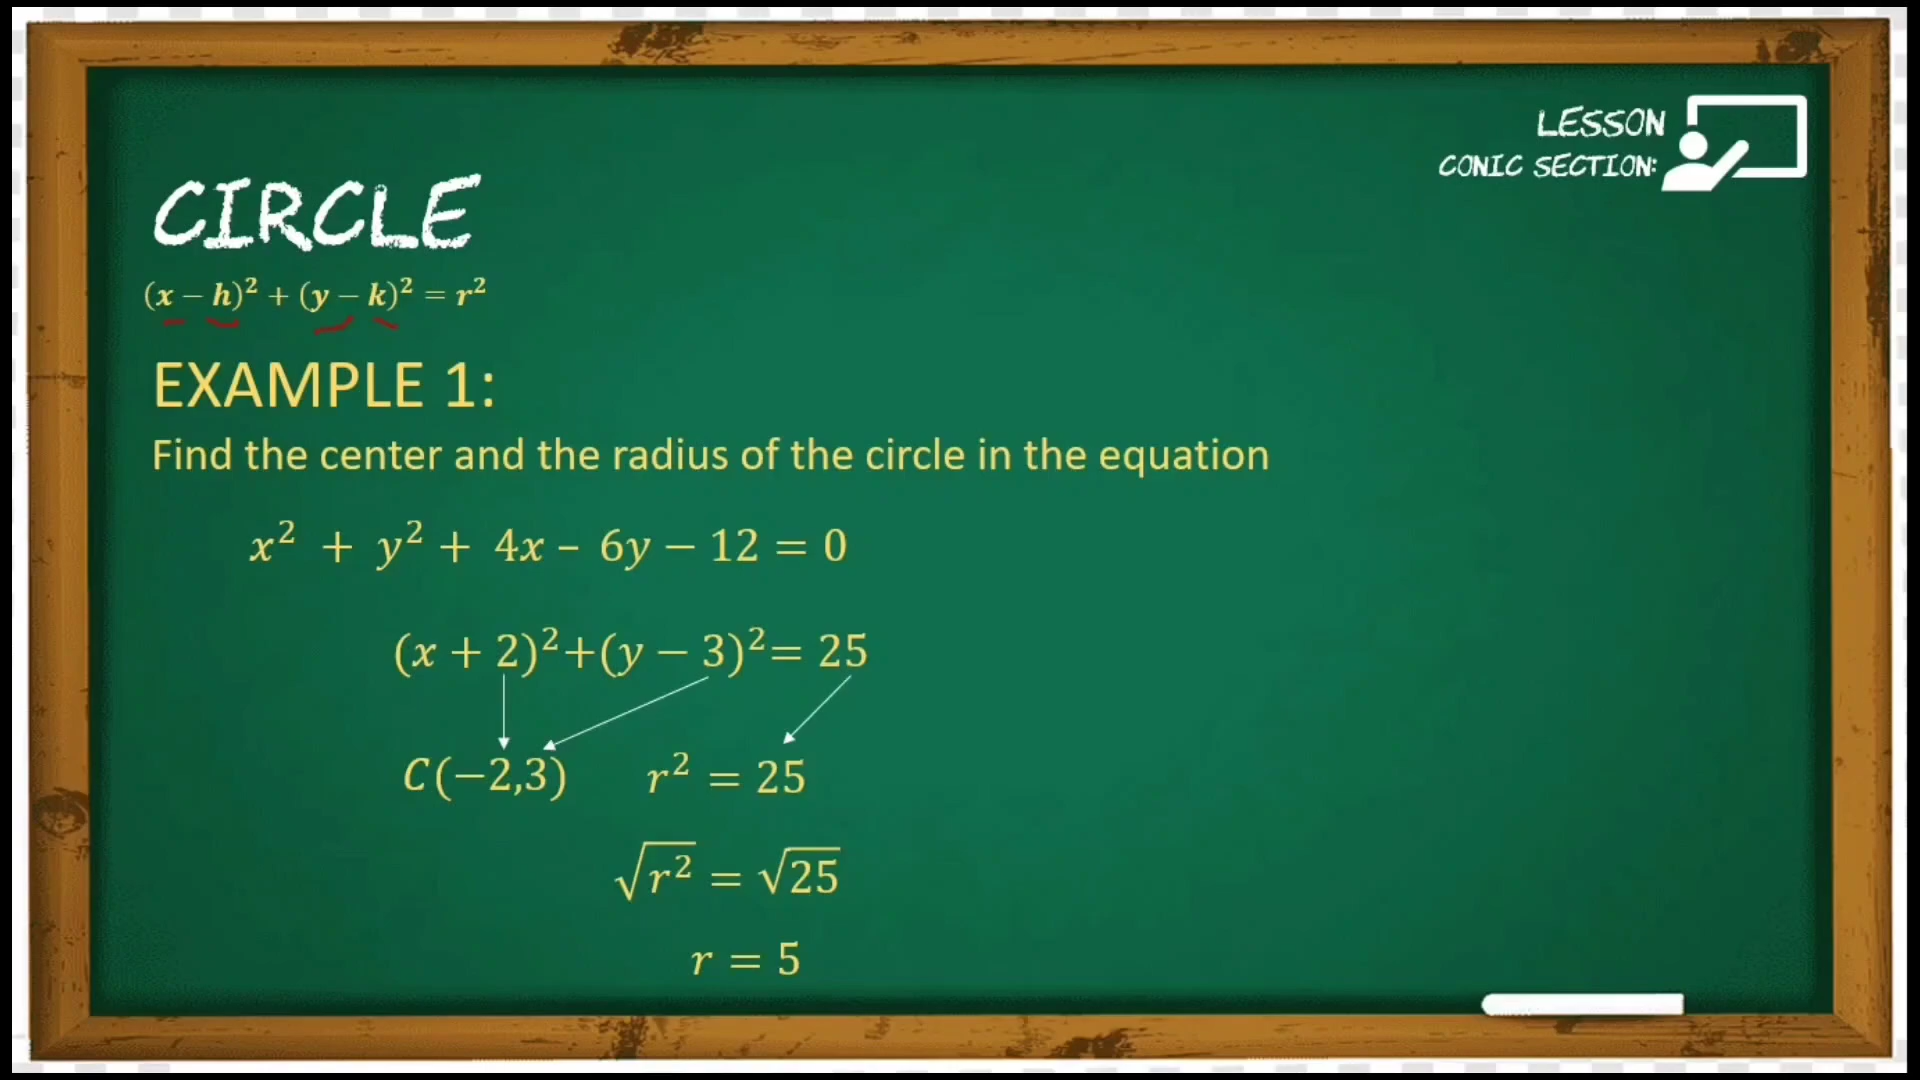 LESSON
CONIC SECTION:
CIRCLE
(x − h)² + (y − k)² = r²
EXAMPLE 1:
Find the center and the radius of the circle in the equation
x² + y² + 4x – 6y − 12 = 0
(x + 2)²+(y − 3)²= 25
C(−2,3) r² = 25
√r² = √25
r = 5